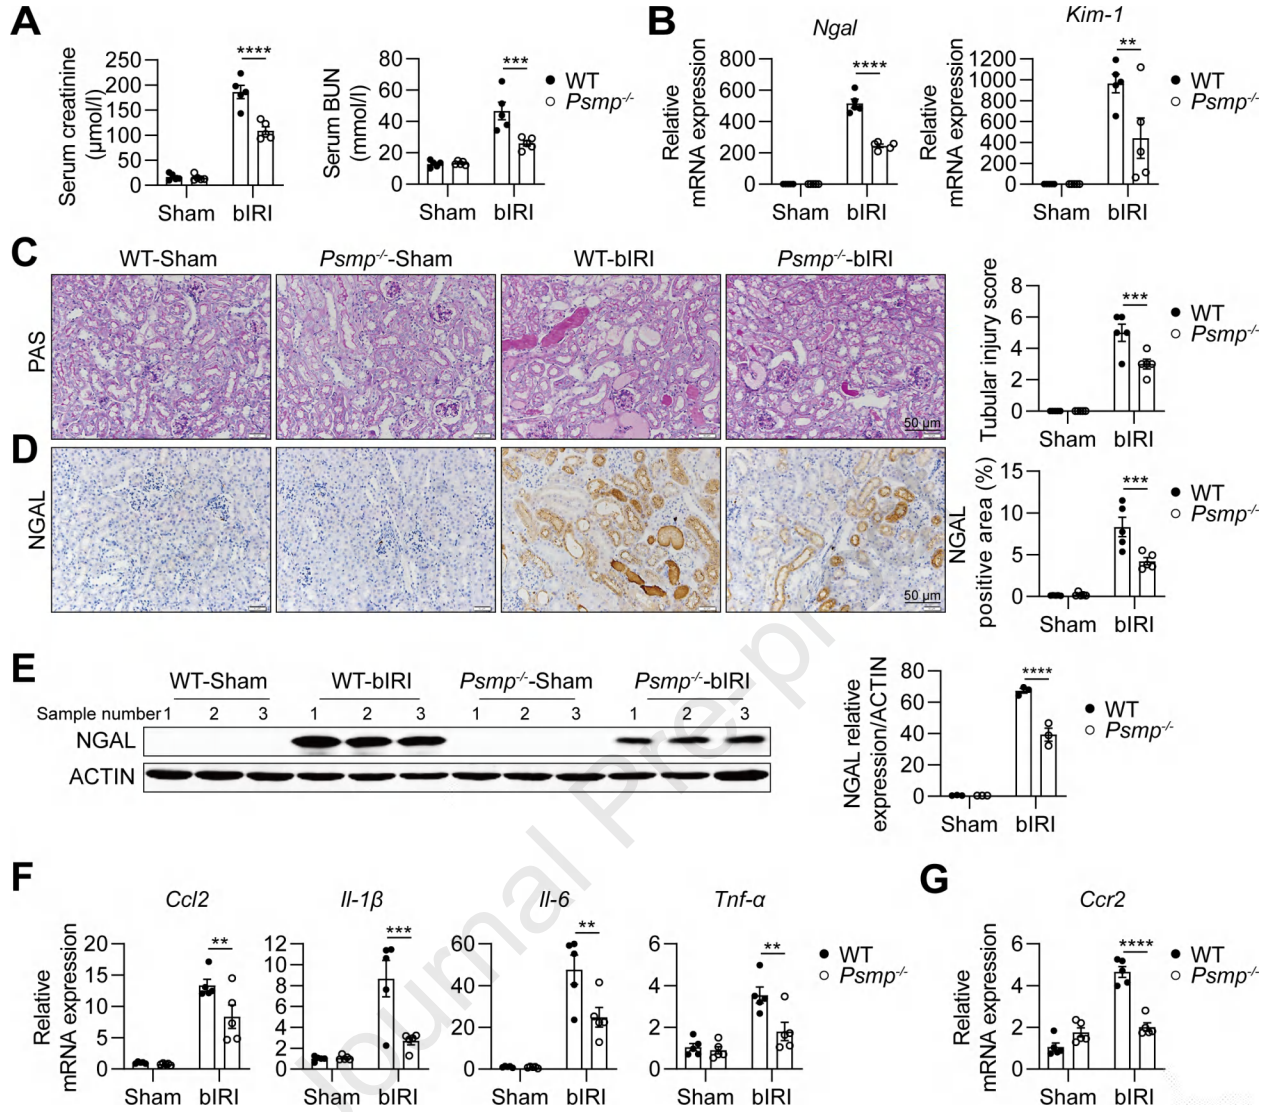 A
Serum creatinine
(μmol/l)
250
200
150
100
50
0
****
Sham
bIRI
Serum BUN
(mmol/l)
80
60
40
20
0
***
Sham
bIRI
WT
Psmp-/-
B
Ngal
Relative
mRNA expression
800
600
400
200
0
****
Sham
bIRI
Kim-1
Relative
mRNA expression
1200
1000
800
600
400
200
0
**
Sham
bIRI
WT
Psmp-/-
C
WT-Sham
Psmp-/--Sham
WT-bIRI
Psmp-/--bIRI
PAS
50 μm
Tubular injury score
8
6
4
2
0
***
Sham
bIRI
WT
Psmp-/-
D
NGAL
50 μm
NGAL
positive area (%)
15
10
5
0
***
Sham
bIRI
WT
Psmp-/-
E
WT-Sham
WT-bIRI
Psmp-/--Sham
Psmp-/--bIRI
Sample number 1 2 3 1 2 3 1 2 3 1 2 3
NGAL
ACTIN
NGAL relative
expression/ACTIN
80
60
40
20
0
****
Sham
bIRI
WT
Psmp-/-
F
Ccl2
Relative
mRNA expression
20
15
10
5
0
**
Sham
bIRI
Il-1β
12
10
8
6
4
2
0
***
Sham
bIRI
Il-6
60
40
20
0
**
Sham
bIRI
Tnf-α
6
4
2
0
**
Sham
bIRI
WT
Psmp-/-
G
Ccr2
Relative
mRNA expression
6
4
2
0
****
Sham
bIRI
WT
Psmp-/-
Journal Pre-pr